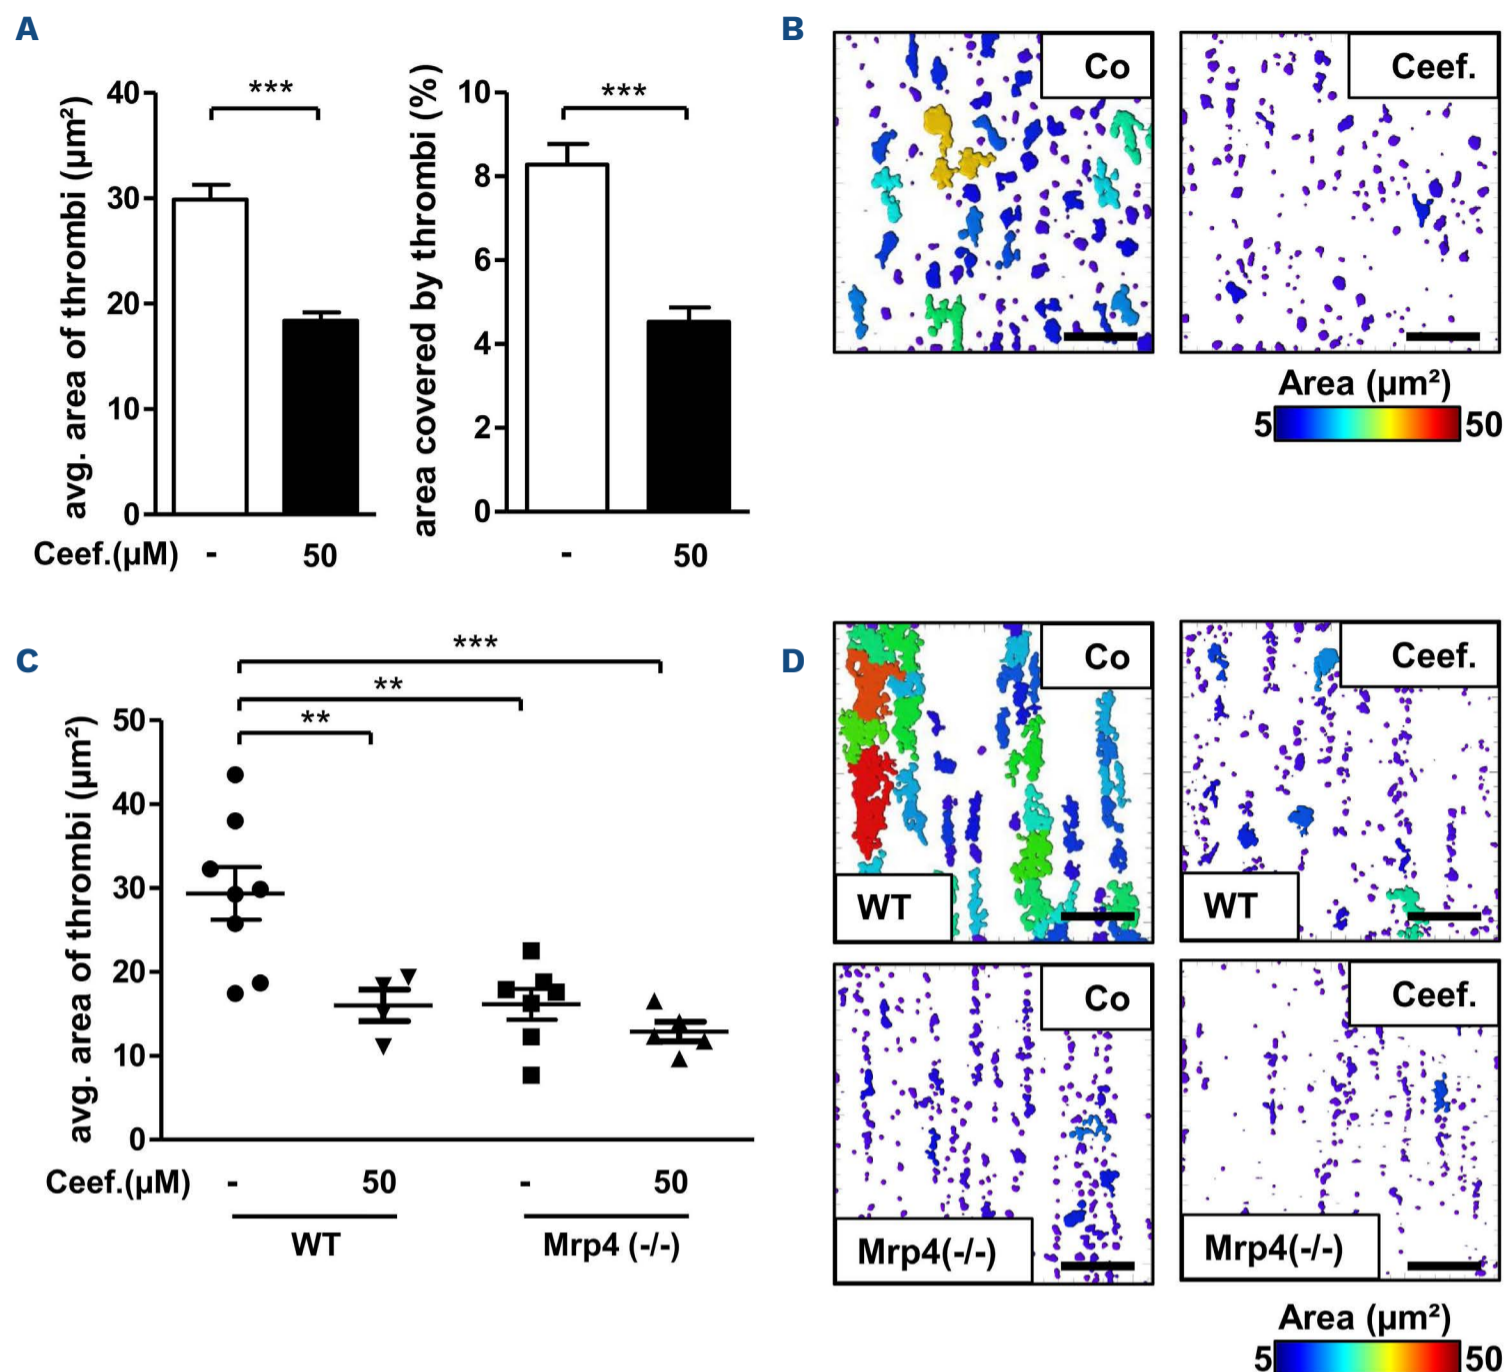 A
avg. area of thrombi (µm²)
40
30
20
10
0
***
Ceef.(µM) - 50
area covered by thrombi (%)
10
8
6
4
2
0
***
- 50
B
Co
Ceef.
Area (µm²)
5 50
C
avg. area of thrombi (µm²)
50
40
30
20
10
0
***
**
**
Ceef.(µM) - 50 - 50
WT Mrp4 (-/-)
D
Co
WT
Ceef.
WT
Co
Mrp4(-/-)
Ceef.
Mrp4(-/-)
Area (µm²)
5 50